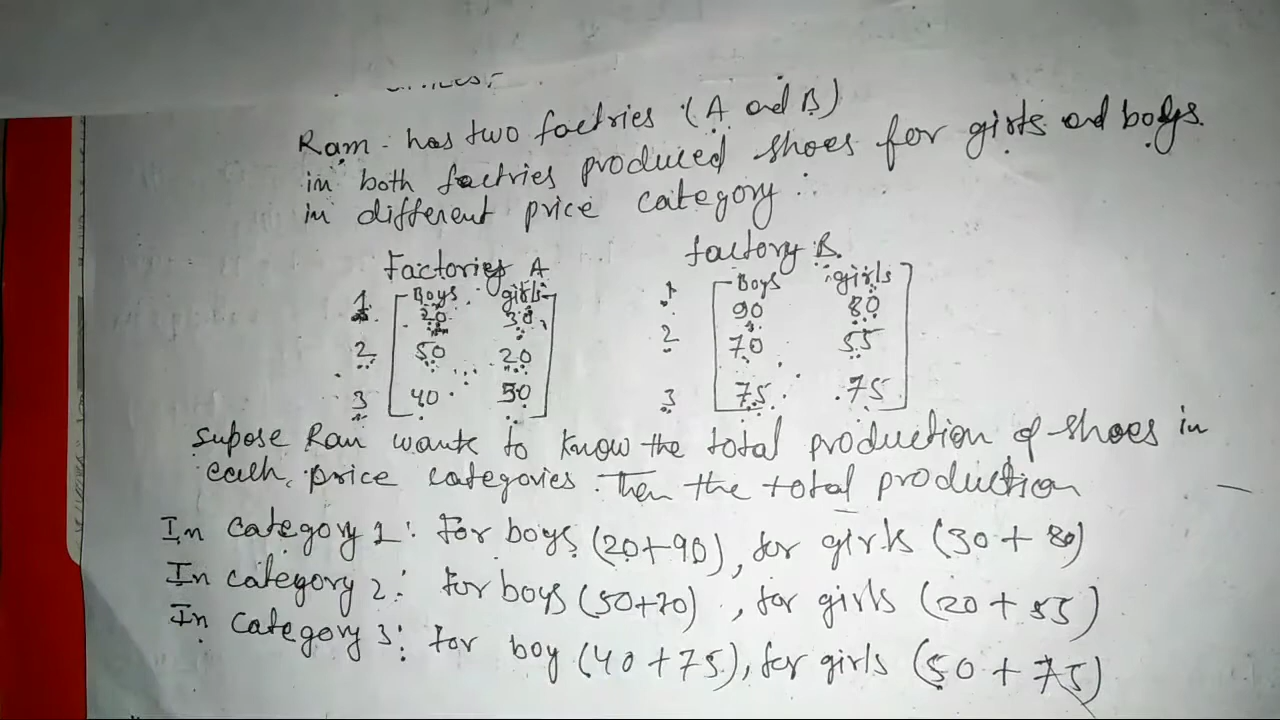 Ram has two factries (A and B)
in both factries produced shoes for girls and boys.
in different price category :
Factories A
Factory B.
Boys girls
1 20 30
2 50 20
3 40 50
Boys girls
1 90 80
2 70 55
3 75 75
supose Ram wants to know the total production of shoes in
each price categories. Then the total production
In category 1: For boys (20+90), for girls (30+80)
In category 2: for boys (50+70), for girls (20+55)
In category 3: for boy (40+75), for girls (50+75)